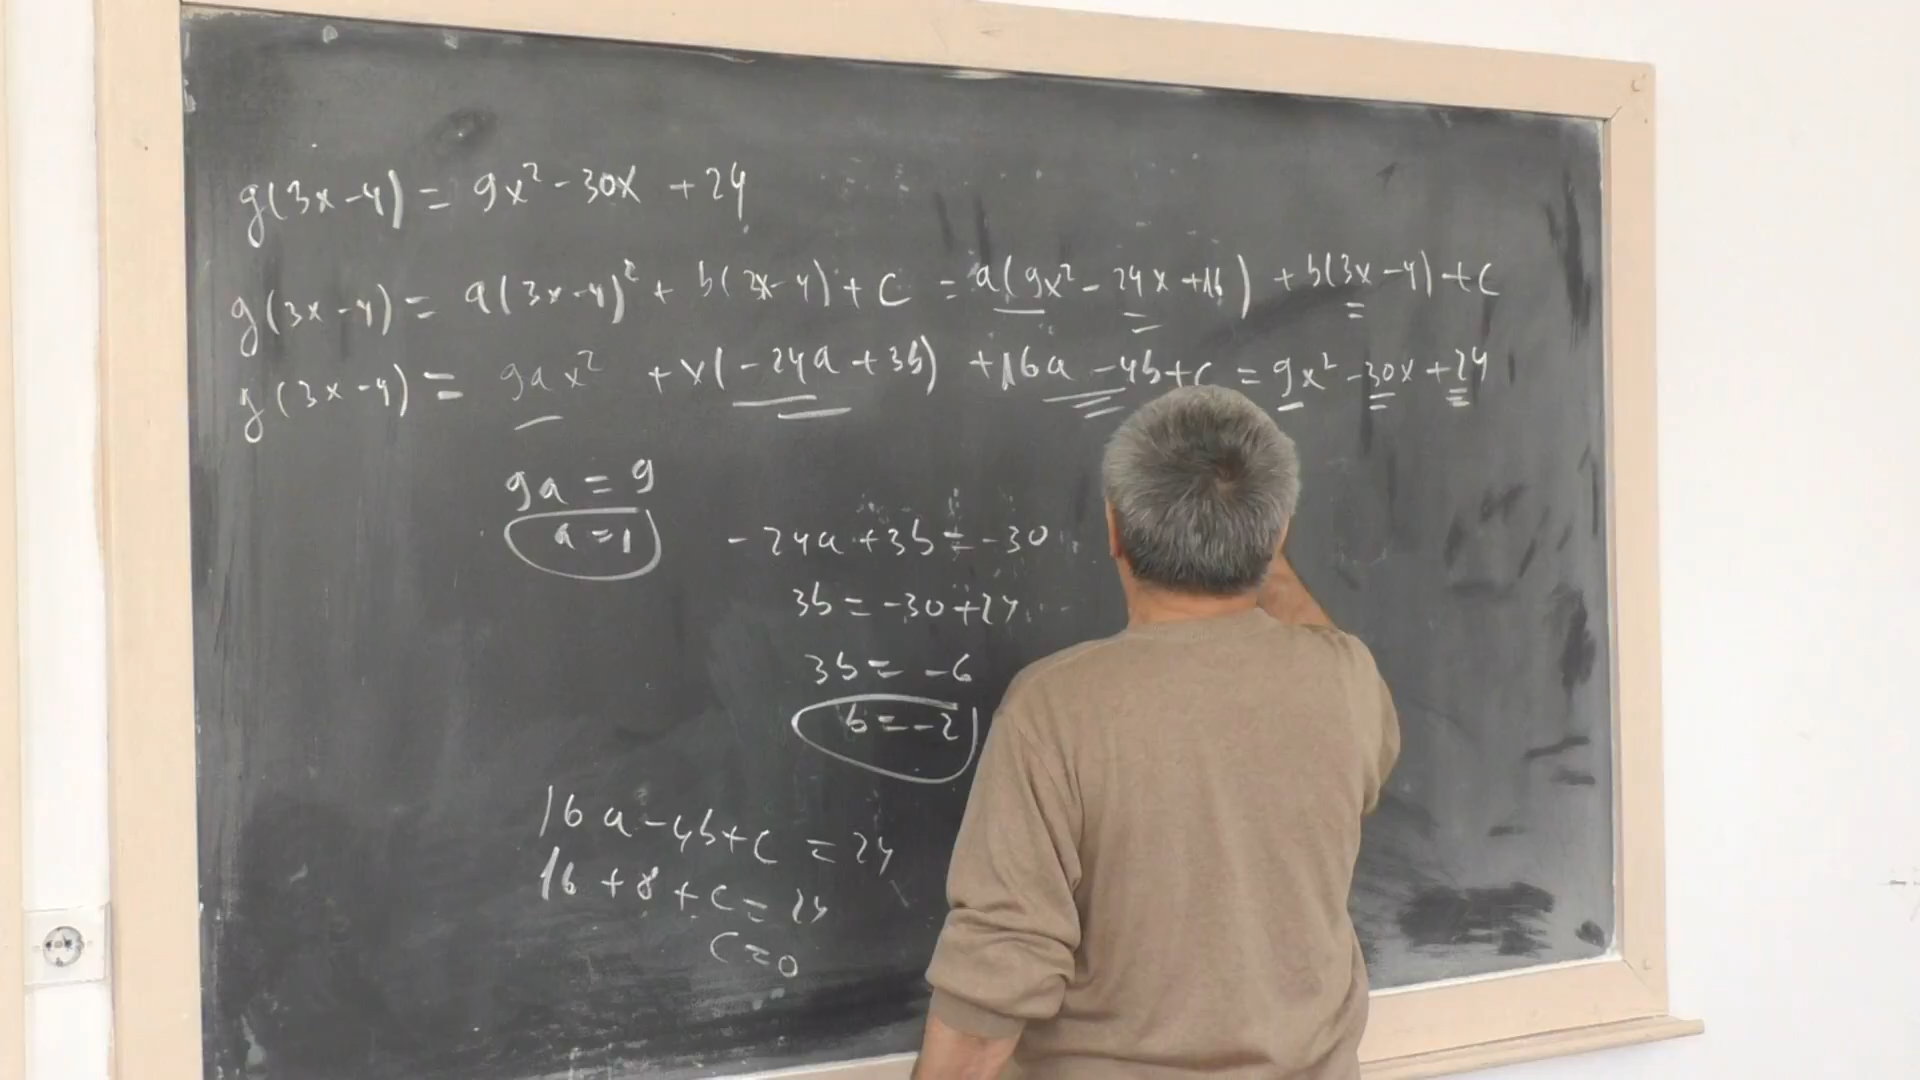 g(3x-4) = 9x²-30x +24
g(3x-4) = a(3x-4)² + b(3x-4) + c = a(9x²-24x+16) + b(3x-4) + c
g(3x-4) = 9ax² + x(-24a+3b) + 16a-4b+c = 9x²-30x+24
9a = 9
a = 1
-24a+3b = -30
3b = -30+24
3b = -6
b = -2
16a-4b+c = 24
16+8+c = 24
c = 0